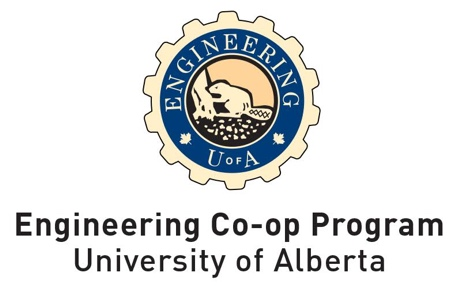 ENGINEERING
U OF A
Engineering Co-op Program
University of Alberta